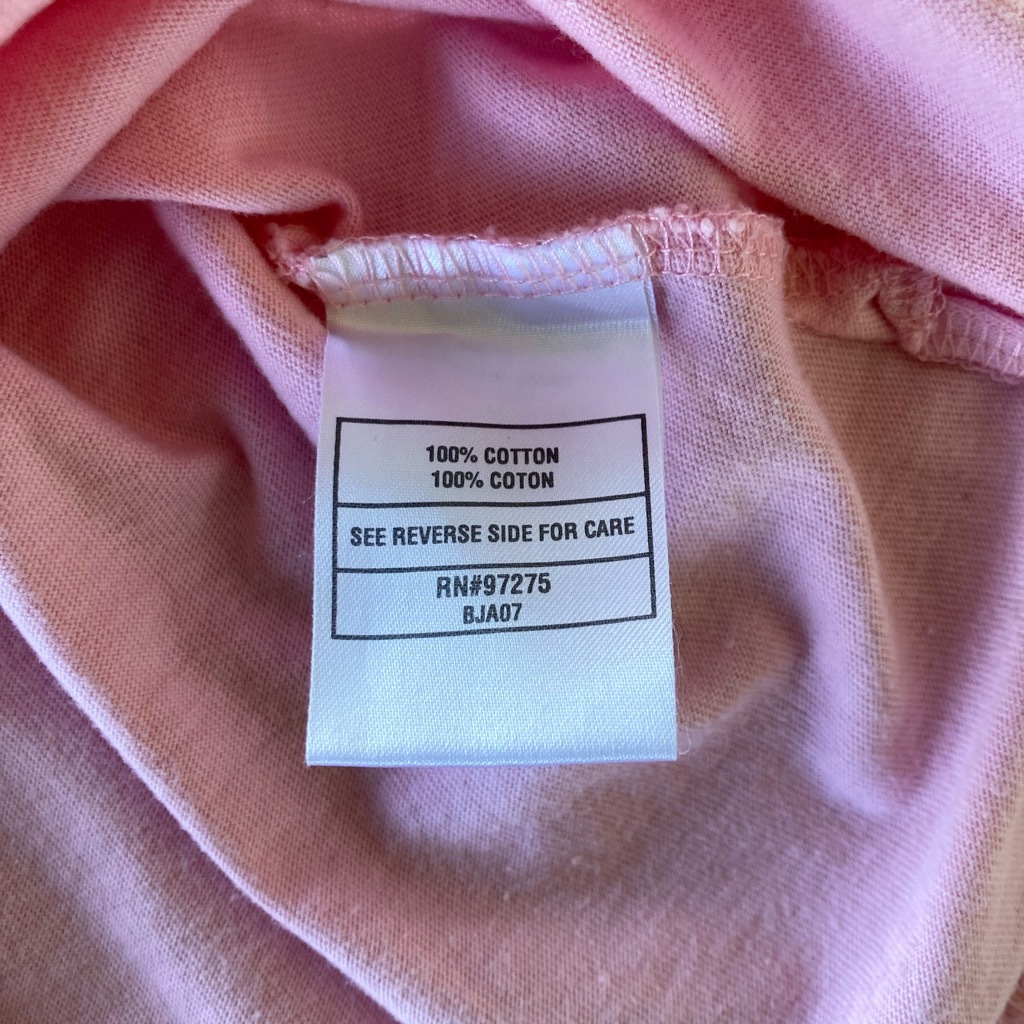 100% COTTON
100% COTON
SEE REVERSE SIDE FOR CARE
RN#97275
BJA07